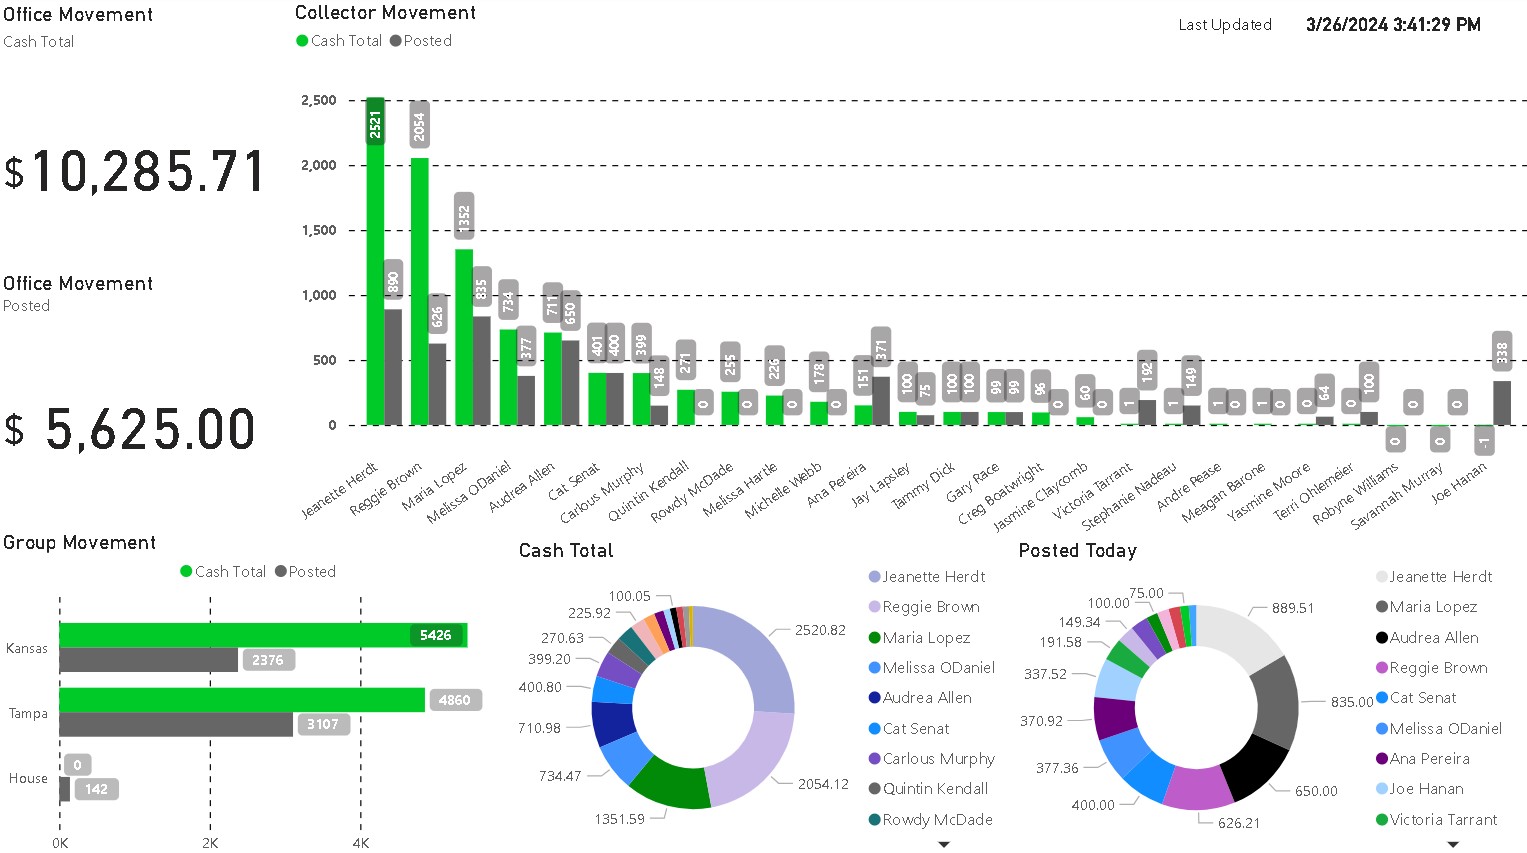 Office Movement
Cash Total
$10,285.71
Office Movement
Posted
$ 5,625.00
Collector Movement
Cash Total Posted
Last Updated 3/26/2024 3:41:29 PM
2,500
2,000
1,500
1,000
500
0
2521 890 2054 626 1352 835 734 377 711 650 401 400 399 148 271 0 255 0 226 0 178 0 151 371 100 75 100 100 99 99 96 0 60 0 1 192 1 149 1 0 1 0 0 64 0 100 0 0 0 0 -1 338
Jeanette Herdt
Reggie Brown
Maria Lopez
Melissa ODaniel
Audrea Allen
Cat Senat
Carlous Murphy
Quintin Kendall
Rowdy McDade
Melissa Hartle
Michelle Webb
Ana Pereira
Jay Lapsley
Tammy Dick
Gary Race
Creg Boatwright
Jasmine Claycomb
Victoria Tarrant
Stephanie Nadeau
Andre Pease
Meagan Barone
Yasmine Moore
Terri Ohlemeier
Robyne Williams
Savannah Murray
Joe Hanan
Group Movement
Cash Total Posted
Kansas
5426
2376
Tampa
4860
3107
House
0
142
0K 2K 4K
Cash Total
100.05
225.92
270.63
399.20
400.80
710.98
734.47
1351.59
2520.82
2054.12
Jeanette Herdt
Reggie Brown
Maria Lopez
Melissa ODaniel
Audrea Allen
Cat Senat
Carlous Murphy
Quintin Kendall
Rowdy McDade
Posted Today
75.00
100.00
149.34
191.58
337.52
370.92
377.36
400.00
626.21
889.51
835.00
650.00
Jeanette Herdt
Maria Lopez
Audrea Allen
Reggie Brown
Cat Senat
Melissa ODaniel
Ana Pereira
Joe Hanan
Victoria Tarrant